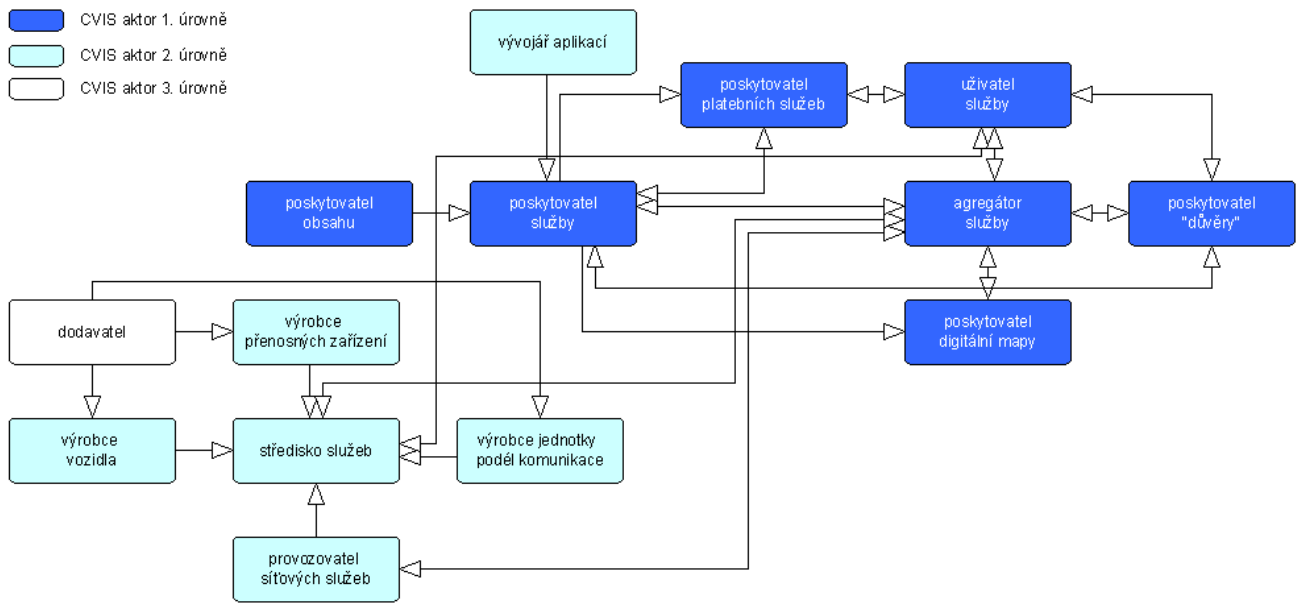 CVIS aktor 1. úrovně
CVIS aktor 2. úrovně
CVIS aktor 3. úrovně
vývojář aplikací
poskytovatel
platebních služeb
uživatel
služby
poskytovatel
obsahu
poskytovatel
služby
agregátor
služby
poskytovatel
"důvěry"
dodavatel
výrobce
přenosných zařízení
poskytovatel
digitální mapy
výrobce
vozidla
středisko služeb
výrobce jednotky
podél komunikace
provozovatel
síťových služeb